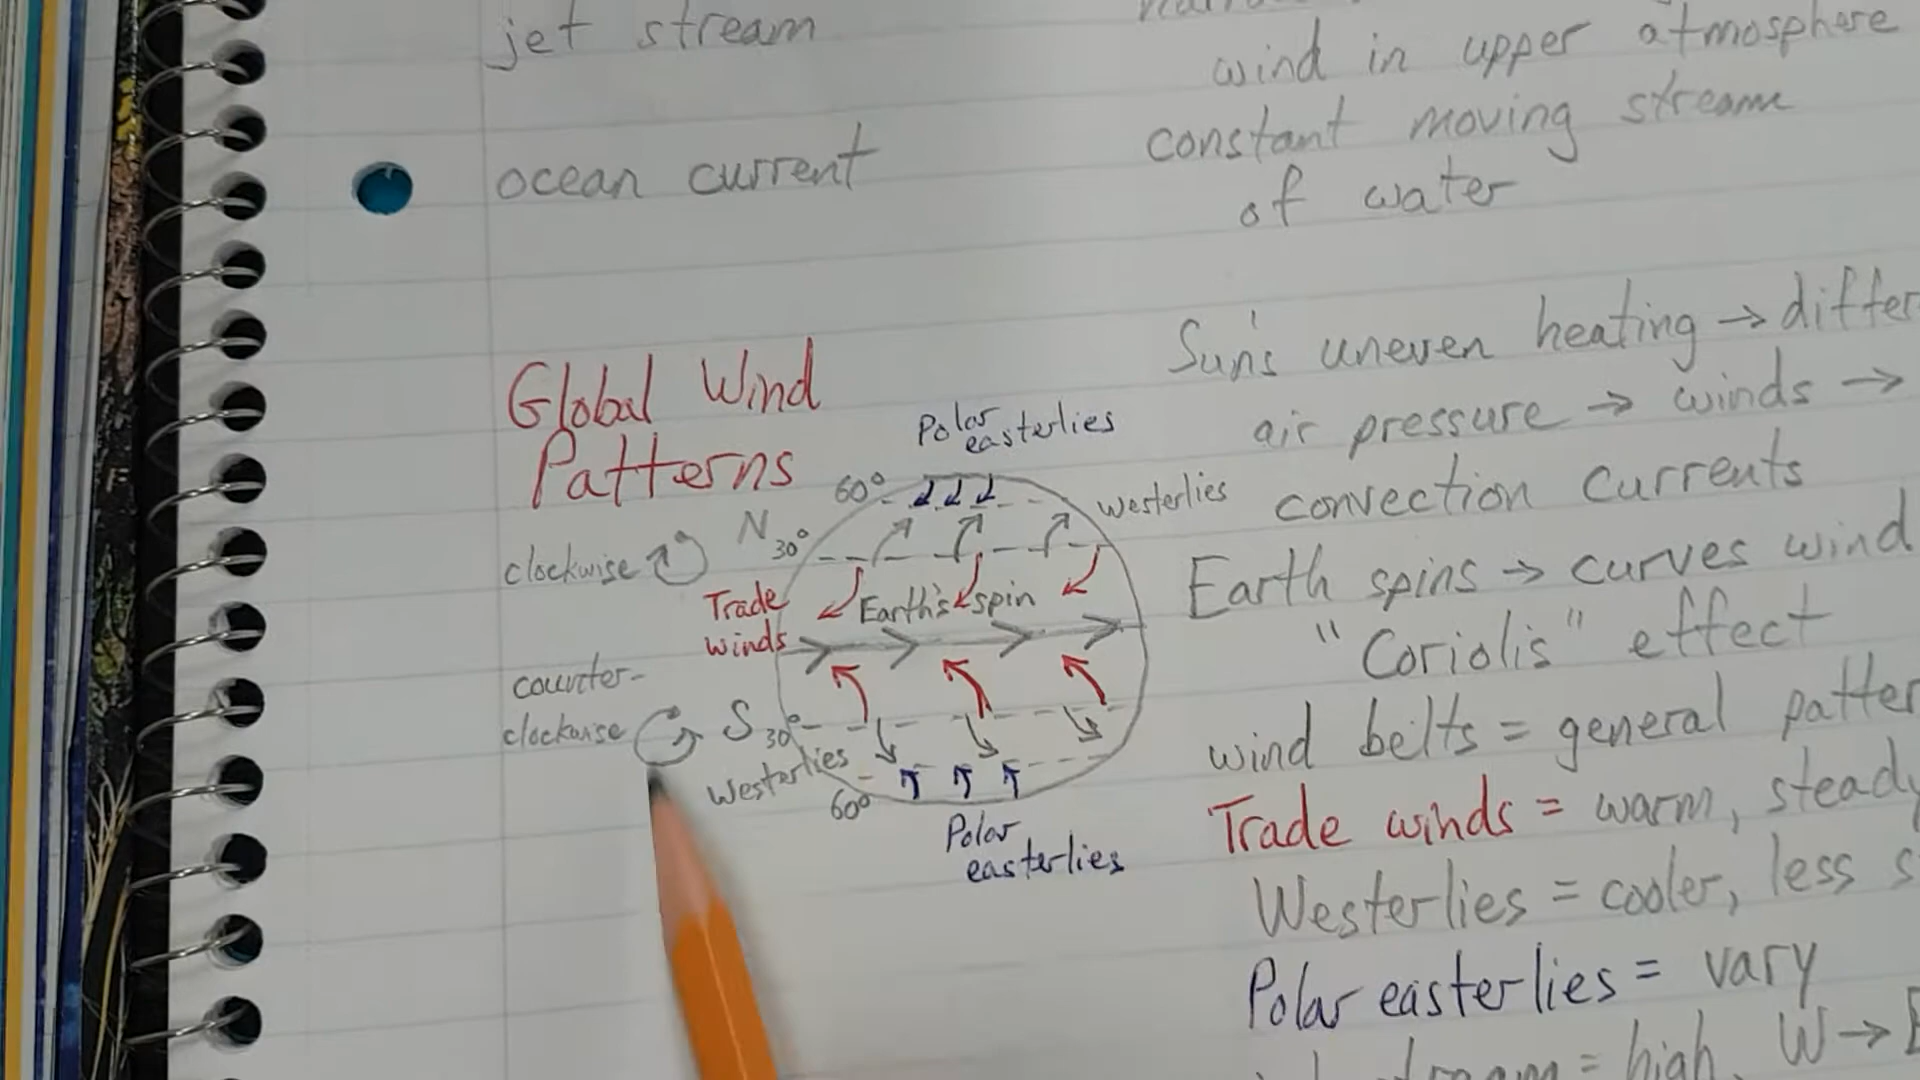 jet stream
wind in upper atmosphere
ocean current
constant moving stream
of water
Global Wind
Patterns
Polar
easterlies
60°
Westerlies
N 30°
clockwise
Trade
winds
Earth's spin
counter-
clockwise
S 30°
Westerlies
60°
Polar
easterlies
Sun's uneven heating → differ
air pressure → winds →
convection currents
Earth spins → curves wind
"Coriolis" effect
wind belts = general patter
Trade winds = warm, steady
Westerlies = cooler, less s
Polar easterlies = vary
= high, W →